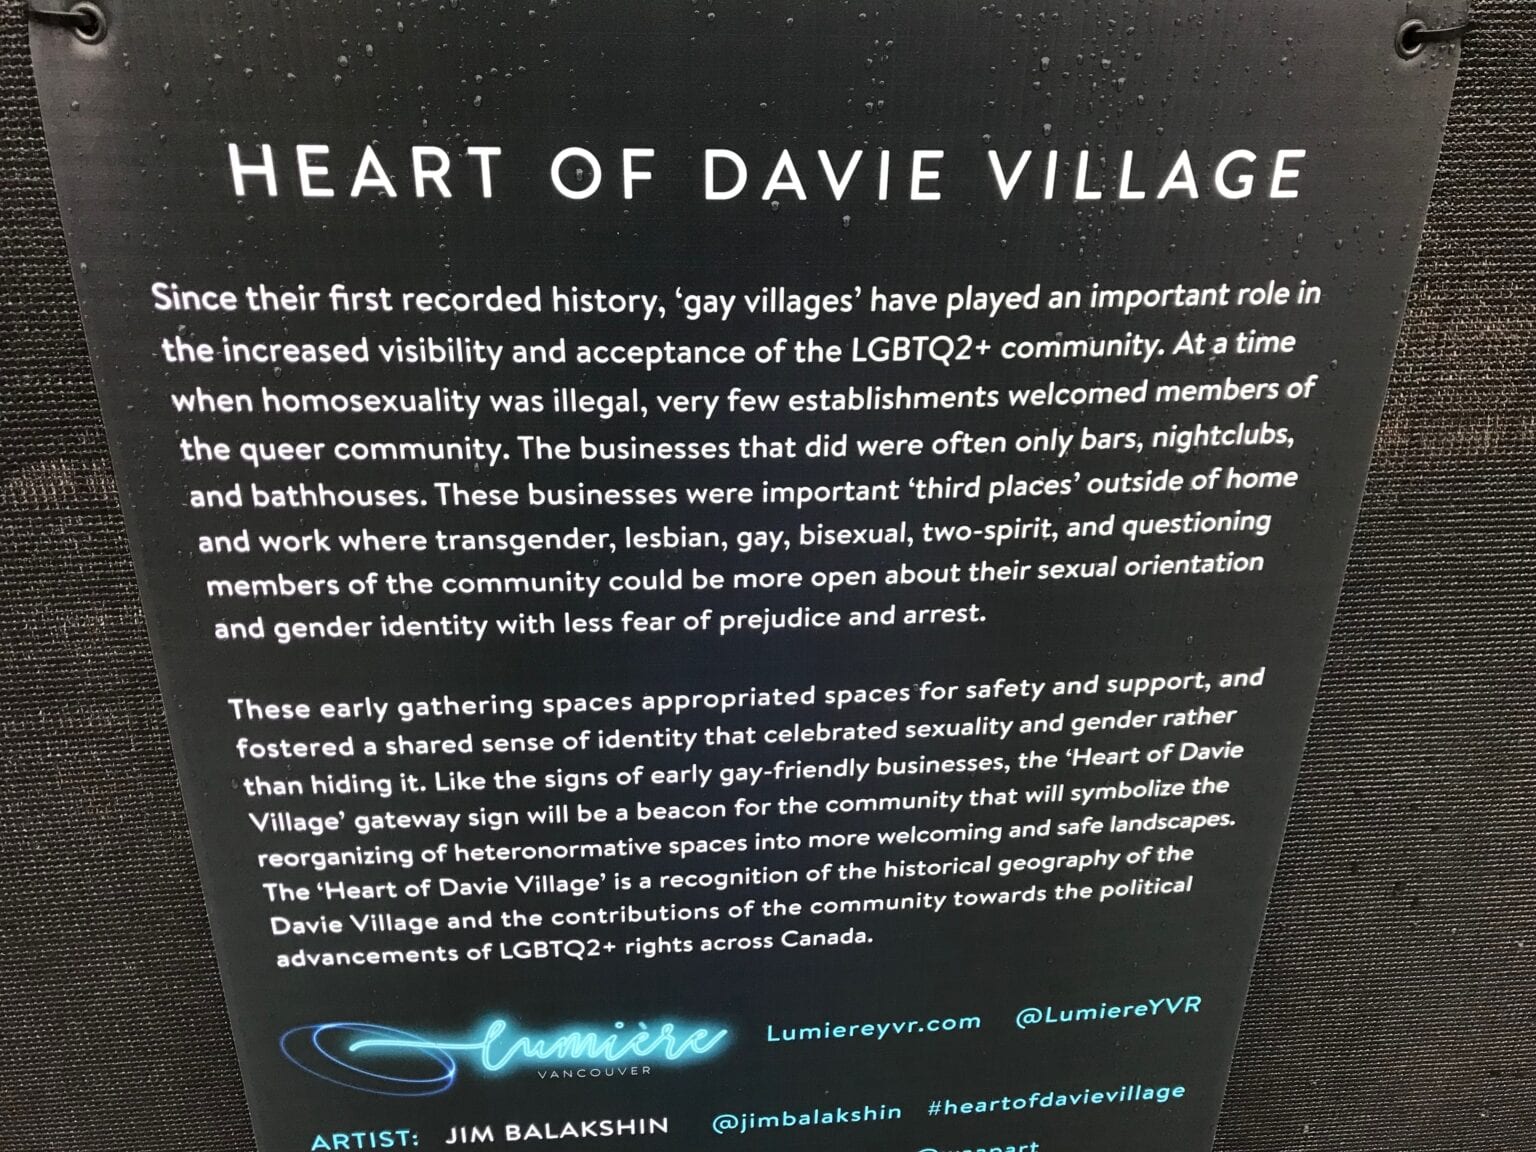 HEART OF DAVIE VILLAGE
Since their first recorded history, ‘gay villages’ have played an important role in
the increased visibility and acceptance of the LGBTQ2+ community. At a time
when homosexuality was illegal, very few establishments welcomed members of
the queer community. The businesses that did were often only bars, nightclubs,
and bathhouses. These businesses were important ‘third places’ outside of home
and work where transgender, lesbian, gay, bisexual, two-spirit, and questioning
members of the community could be more open about their sexual orientation
and gender identity with less fear of prejudice and arrest.
These early gathering spaces appropriated spaces for safety and support, and
fostered a shared sense of identity that celebrated sexuality and gender rather
than hiding it. Like the signs of early gay-friendly businesses, the ‘Heart of Davie
Village’ gateway sign will be a beacon for the community that will symbolize the
reorganizing of heteronormative spaces into more welcoming and safe landscapes.
The ‘Heart of Davie Village’ is a recognition of the historical geography of the
Davie Village and the contributions of the community towards the political
advancements of LGBTQ2+ rights across Canada.
lumière Lumiereyvr.com @LumiereYVR
VANCOUVER
ARTIST: JIM BALAKSHIN @jimbalakshin #heartofdavievillage